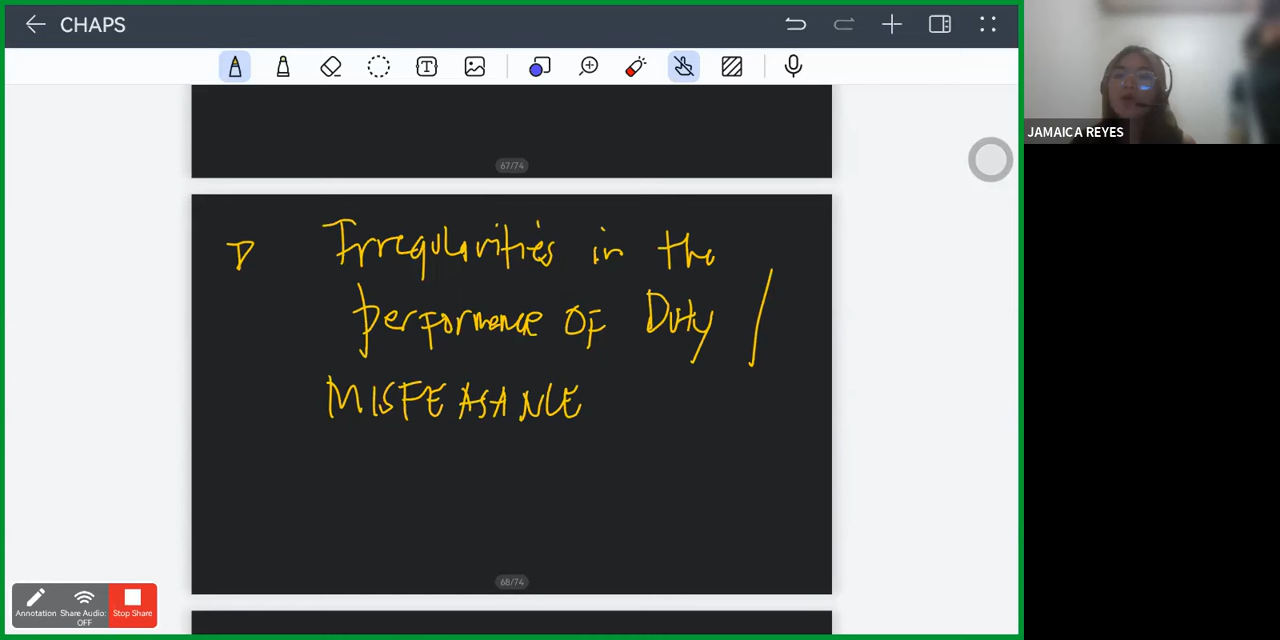 CHAPS
JAMAICA REYES
67/74
D Irregularities in the
performance OF Duty /
MISFEASANCE
68/74
Annotation
Share Audio: OFF
Stop Share